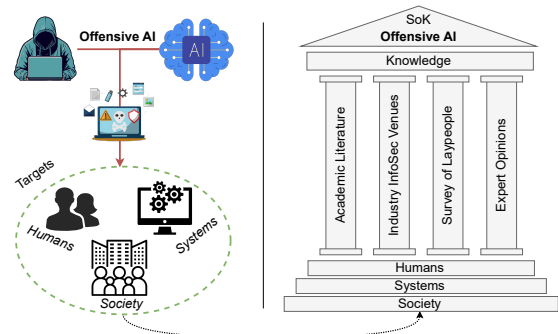 Offensive AI
AI
Targets
Humans
Systems
Society
SoK
Offensive AI
Knowledge
Academic Literature
Industry InfoSec Venues
Survey of Laypeople
Expert Opinions
Humans
Systems
Society